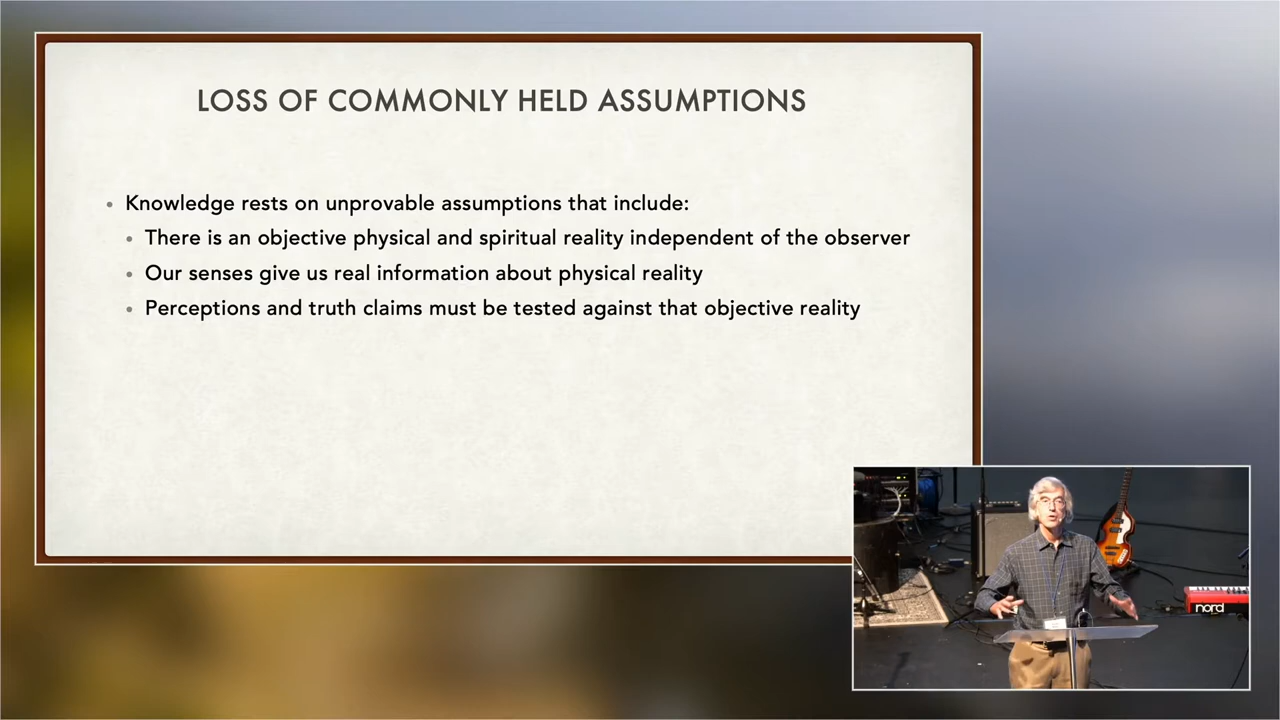 LOSS OF COMMONLY HELD ASSUMPTIONS
Knowledge rests on unprovable assumptions that include:
There is an objective physical and spiritual reality independent of the observer
Our senses give us real information about physical reality
Perceptions and truth claims must be tested against that objective reality
nord